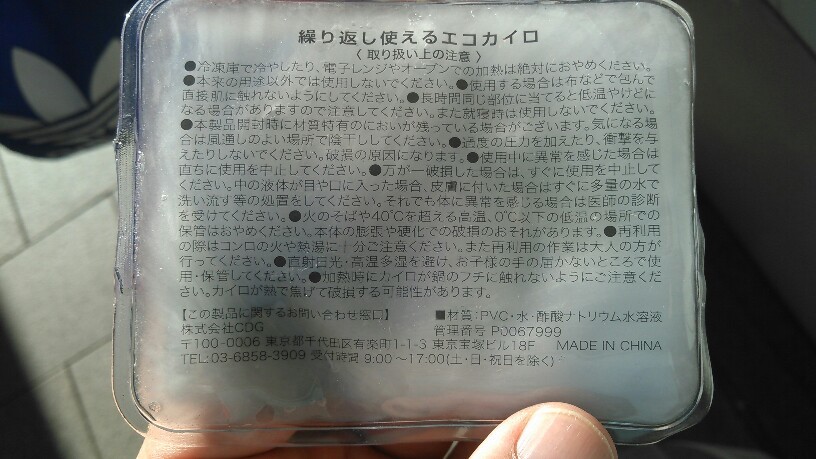 繰り返し使えるエコカイロ
〈 取り扱い上の注意 〉
●冷凍庫で冷やしたり、電子レンジやオーブンでの加熱は絶対におやめください。
●本来の用途以外では使用しないでください。●使用する場合は布などで包んで
直接肌に触れないようにしてください。●長時間同じ部位に当てると低温やけどに
なる場合がありますので注意してください。また就寝時は使用しないでください。
●本製品開封時に材質特有のにおいが残っている場合がございます。気になる場
合は風通しのよい場所で陰干ししてください。●過度の圧力を加えたり、衝撃を与
えたりしないでください。破損の原因になります。●使用中に異常を感じた場合は
直ちに使用を中止してください。●万が一破損した場合は、すぐに使用を中止して
ください。中の液体が目や口に入った場合、皮膚に付いた場合はすぐに多量の水で
洗い流す等の処置をしてください。それでも体に異常を感じる場合は医師の診断
を受けてください。●火のそばや40℃を超える高温、0℃以下の低温の場所での
保管はおやめください。本体の膨張や硬化での破損のおそれがあります。●再利用
の際はコンロの火や熱湯に十分ご注意ください。また再利用の作業は大人の方が
行ってください。●直射日光・高温多湿を避け、お子様の手の届かないところで使
用・保管してください。●加熱時にカイロが鍋のフチに触れないようにご注意くださ
い。カイロが熱で焦げて破損する可能性があります。
【この製品に関するお問い合わせ窓口】
株式会社CDG
〒100-0006 東京都千代田区有楽町1-1-3 東京宝塚ビル18F
TEL:03-6858-3909 受付時間 9:00～17:00(土・日・祝日を除く)
■材質:PVC・水・酢酸ナトリウム水溶液
管理番号 P0067999
MADE IN CHINA